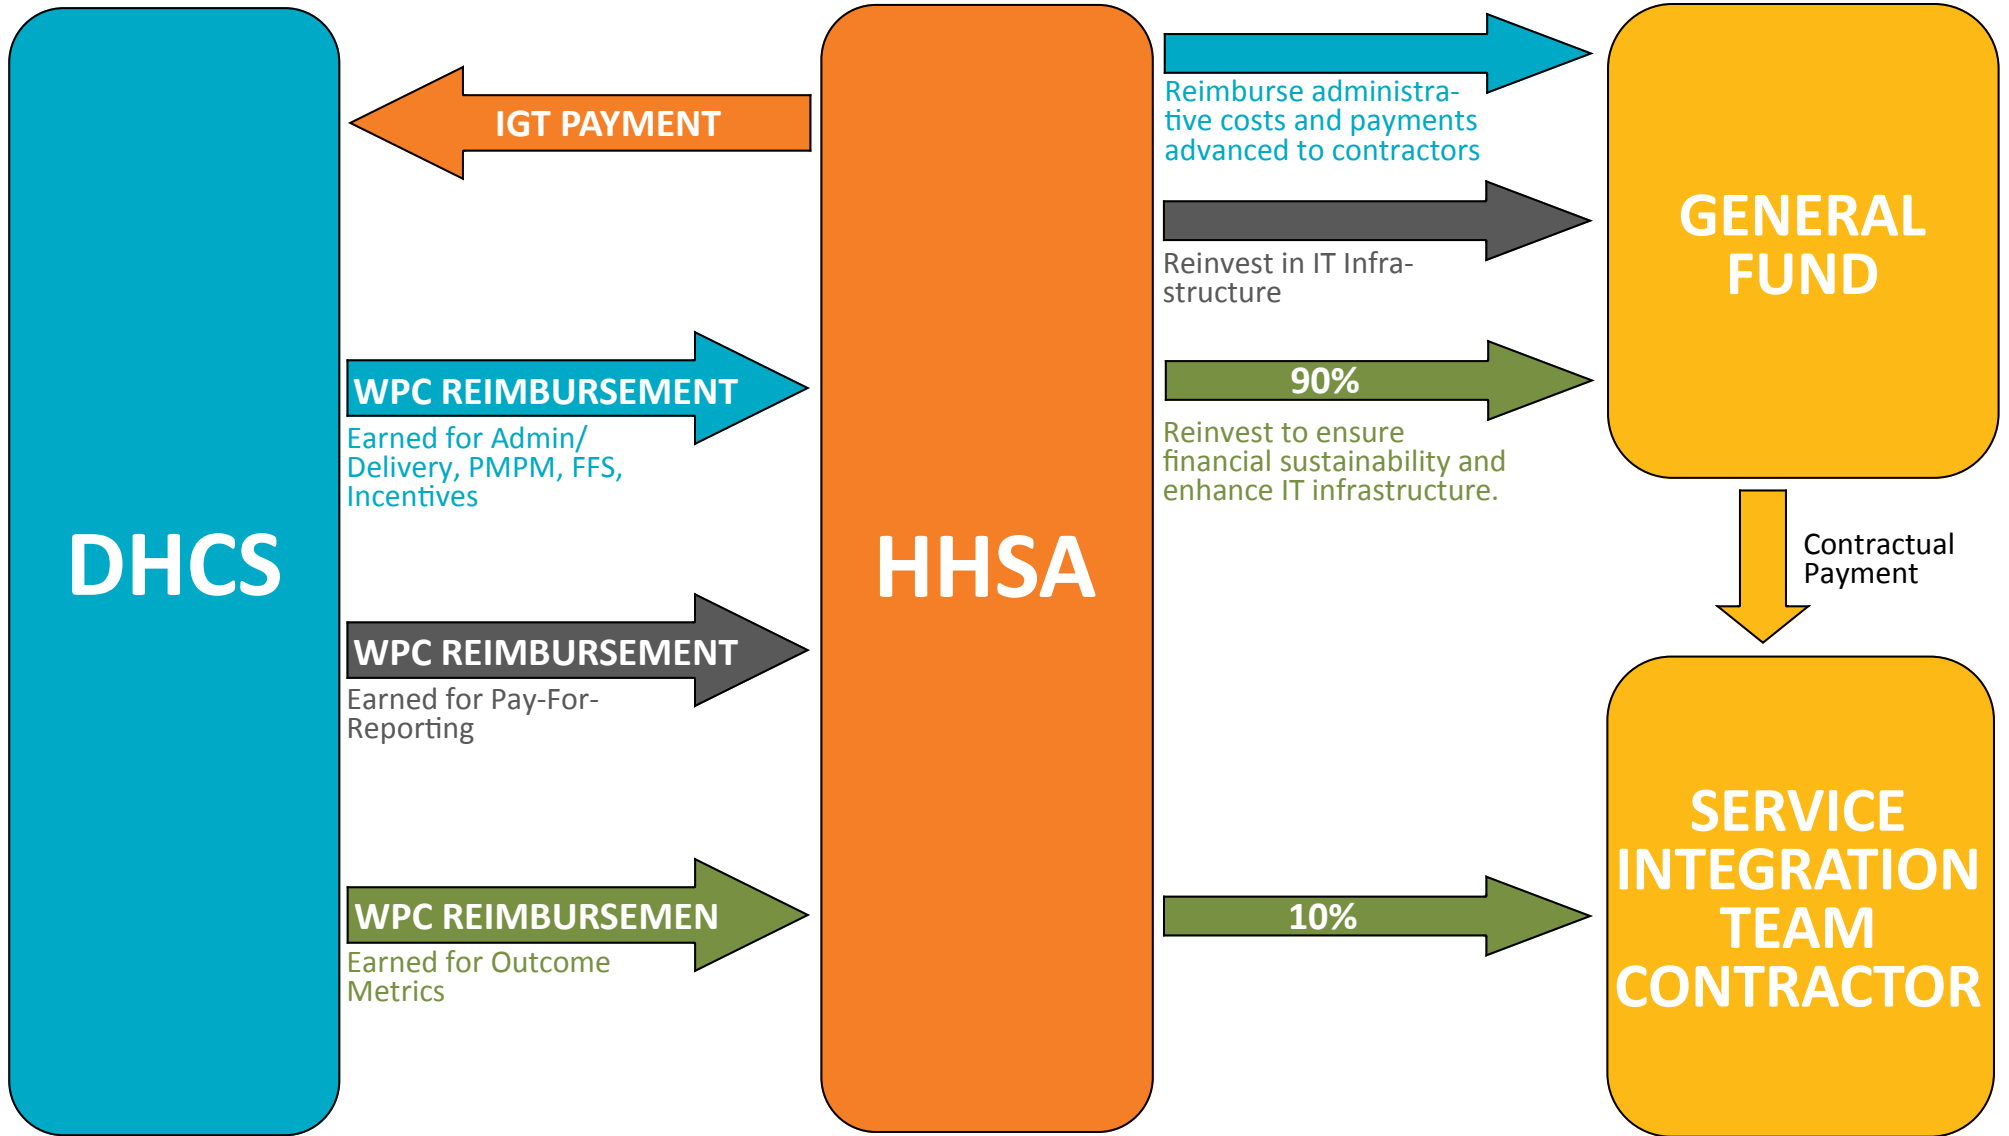 DHCS
IGT PAYMENT
WPC REIMBURSEMENT
Earned for Admin/
Delivery, PMPM, FFS,
Incentives
WPC REIMBURSEMENT
Earned for Pay-For-
Reporting
WPC REIMBURSEMEN
Earned for Outcome
Metrics
HHSA
Reimburse administra-
tive costs and payments
advanced to contractors
Reinvest in IT Infra-
structure
90%
Reinvest to ensure
financial sustainability and
enhance IT infrastructure.
10%
GENERAL
FUND
Contractual
Payment
SERVICE
INTEGRATION
TEAM
CONTRACTOR